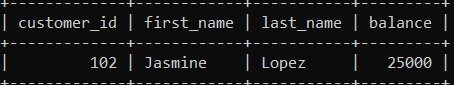 | customer_id | first_name | last_name | balance |
| 102 | Jasmine | Lopez | 25000 |